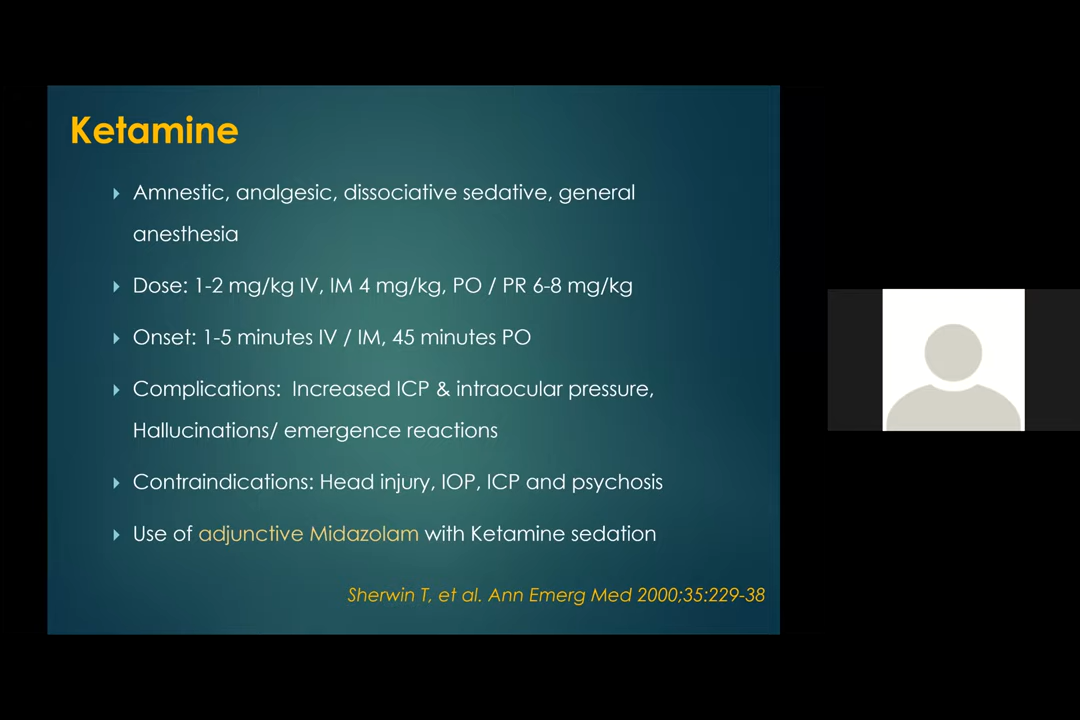 Ketamine
Amnestic, analgesic, dissociative sedative, general
anesthesia
Dose: 1-2 mg/kg IV, IM 4 mg/kg, PO / PR 6-8 mg/kg
Onset: 1-5 minutes IV / IM, 45 minutes PO
Complications: Increased ICP & intraocular pressure,
Hallucinations/ emergence reactions
Contraindications: Head injury, IOP, ICP and psychosis
Use of adjunctive Midazolam with Ketamine sedation
Sherwin T, et al. Ann Emerg Med 2000;35:229-38